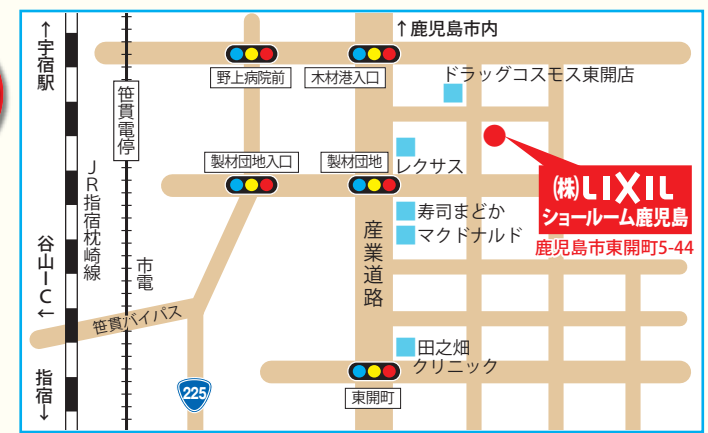 ↑宇宿駅
↑鹿児島市内
野上病院前
木材港入口
ドラッグコスモス東開店
笹貫電停
製材団地入口
製材団地
レクサス
(株)LIXIL
ショールーム鹿児島
鹿児島市東開町5-44
JR指宿枕崎線
寿司まどか
マクドナルド
産業道路
谷山IC←
市電
笹貫バイパス
田之畑
クリニック
指宿↓
225
東開町